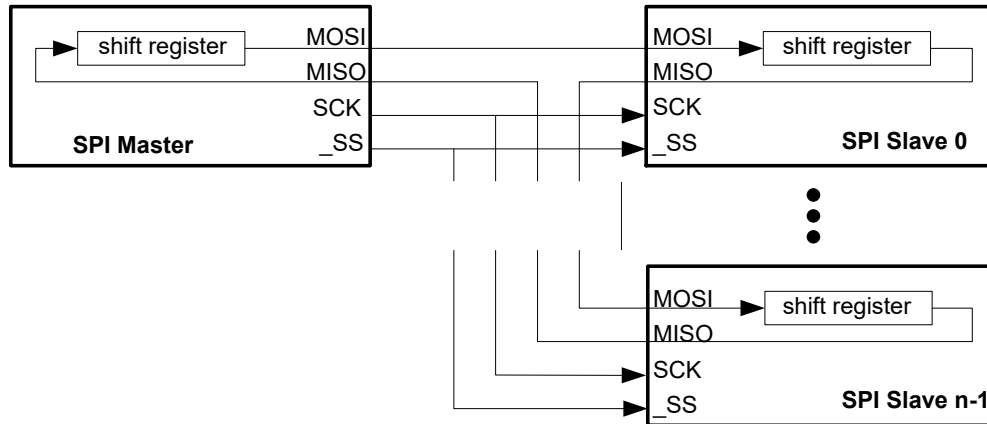 shift register
MOSI
MISO
SCK
_SS
SPI Master
MOSI
shift register
MISO
SCK
_SS
SPI Slave 0
MOSI
shift register
MISO
SCK
_SS
SPI Slave n-1